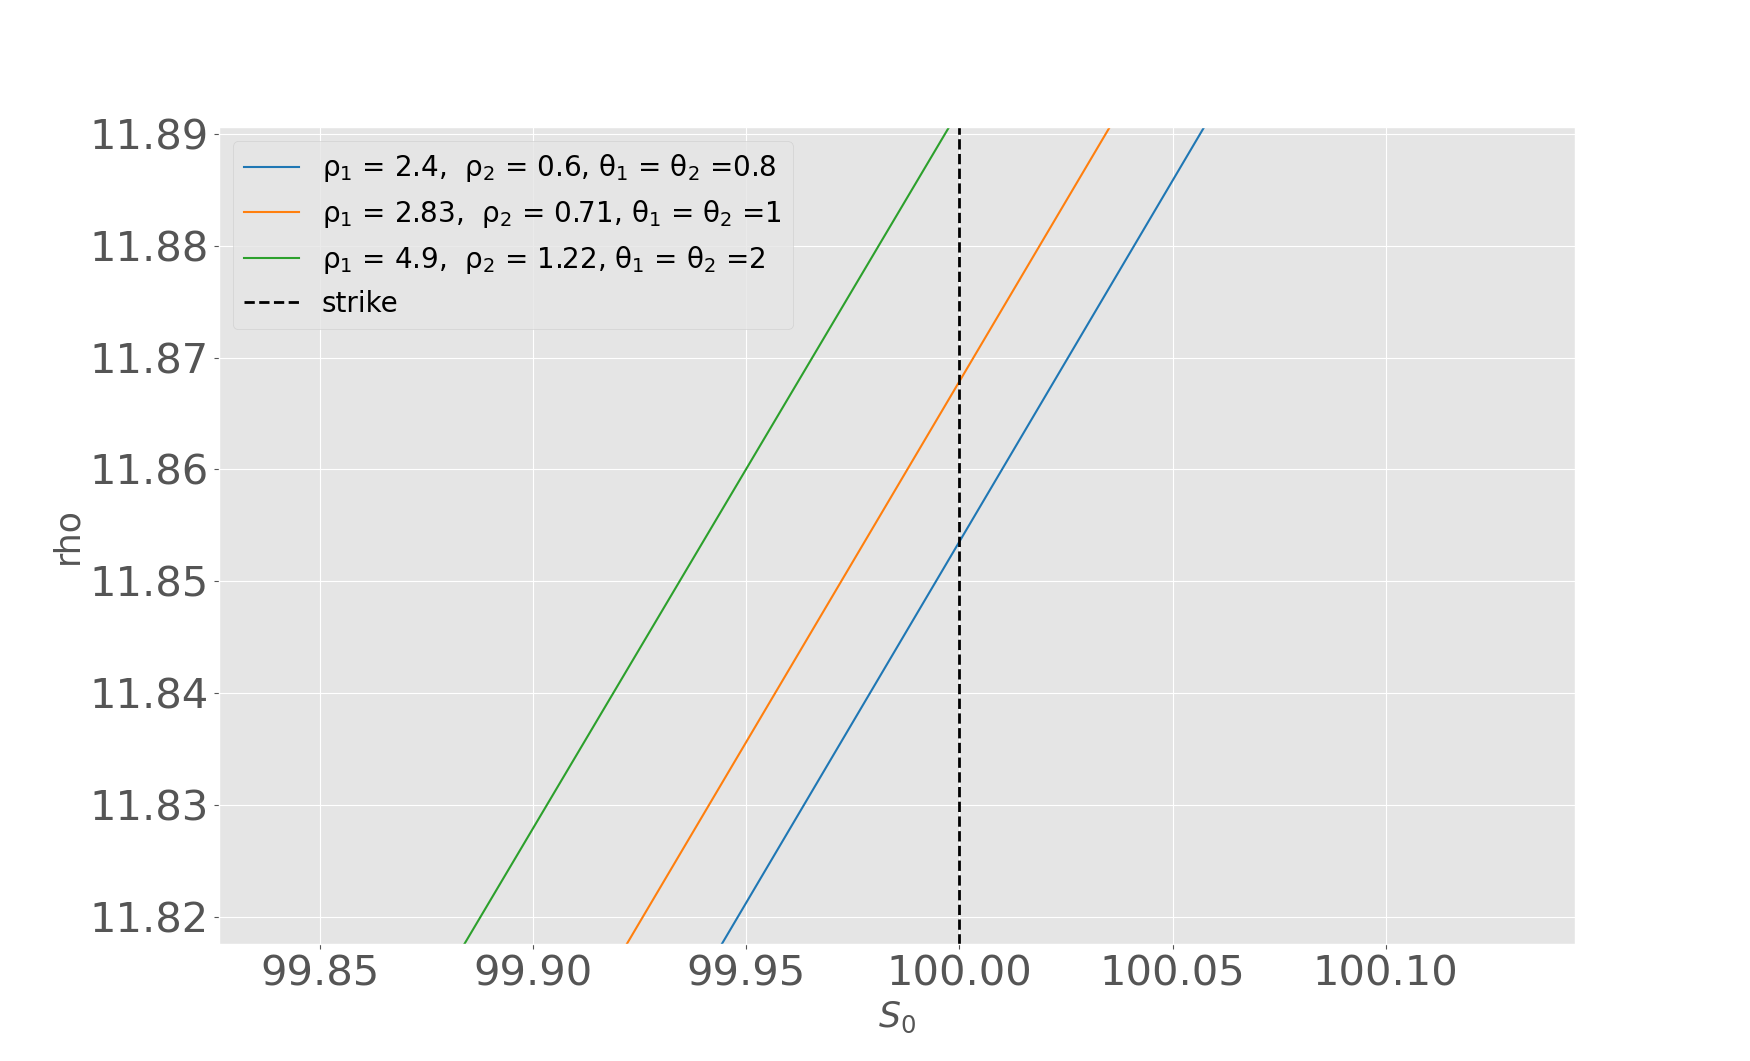 11.89
11.88
11.87
11.86
11.85
11.84
11.83
11.82
rho
ρ₁ = 2.4,  ρ₂ = 0.6, θ₁ = θ₂ =0.8
ρ₁ = 2.83,  ρ₂ = 0.71, θ₁ = θ₂ =1
ρ₁ = 4.9,  ρ₂ = 1.22, θ₁ = θ₂ =2
strike
99.85 99.90 99.95 100.00 100.05 100.10
S₀